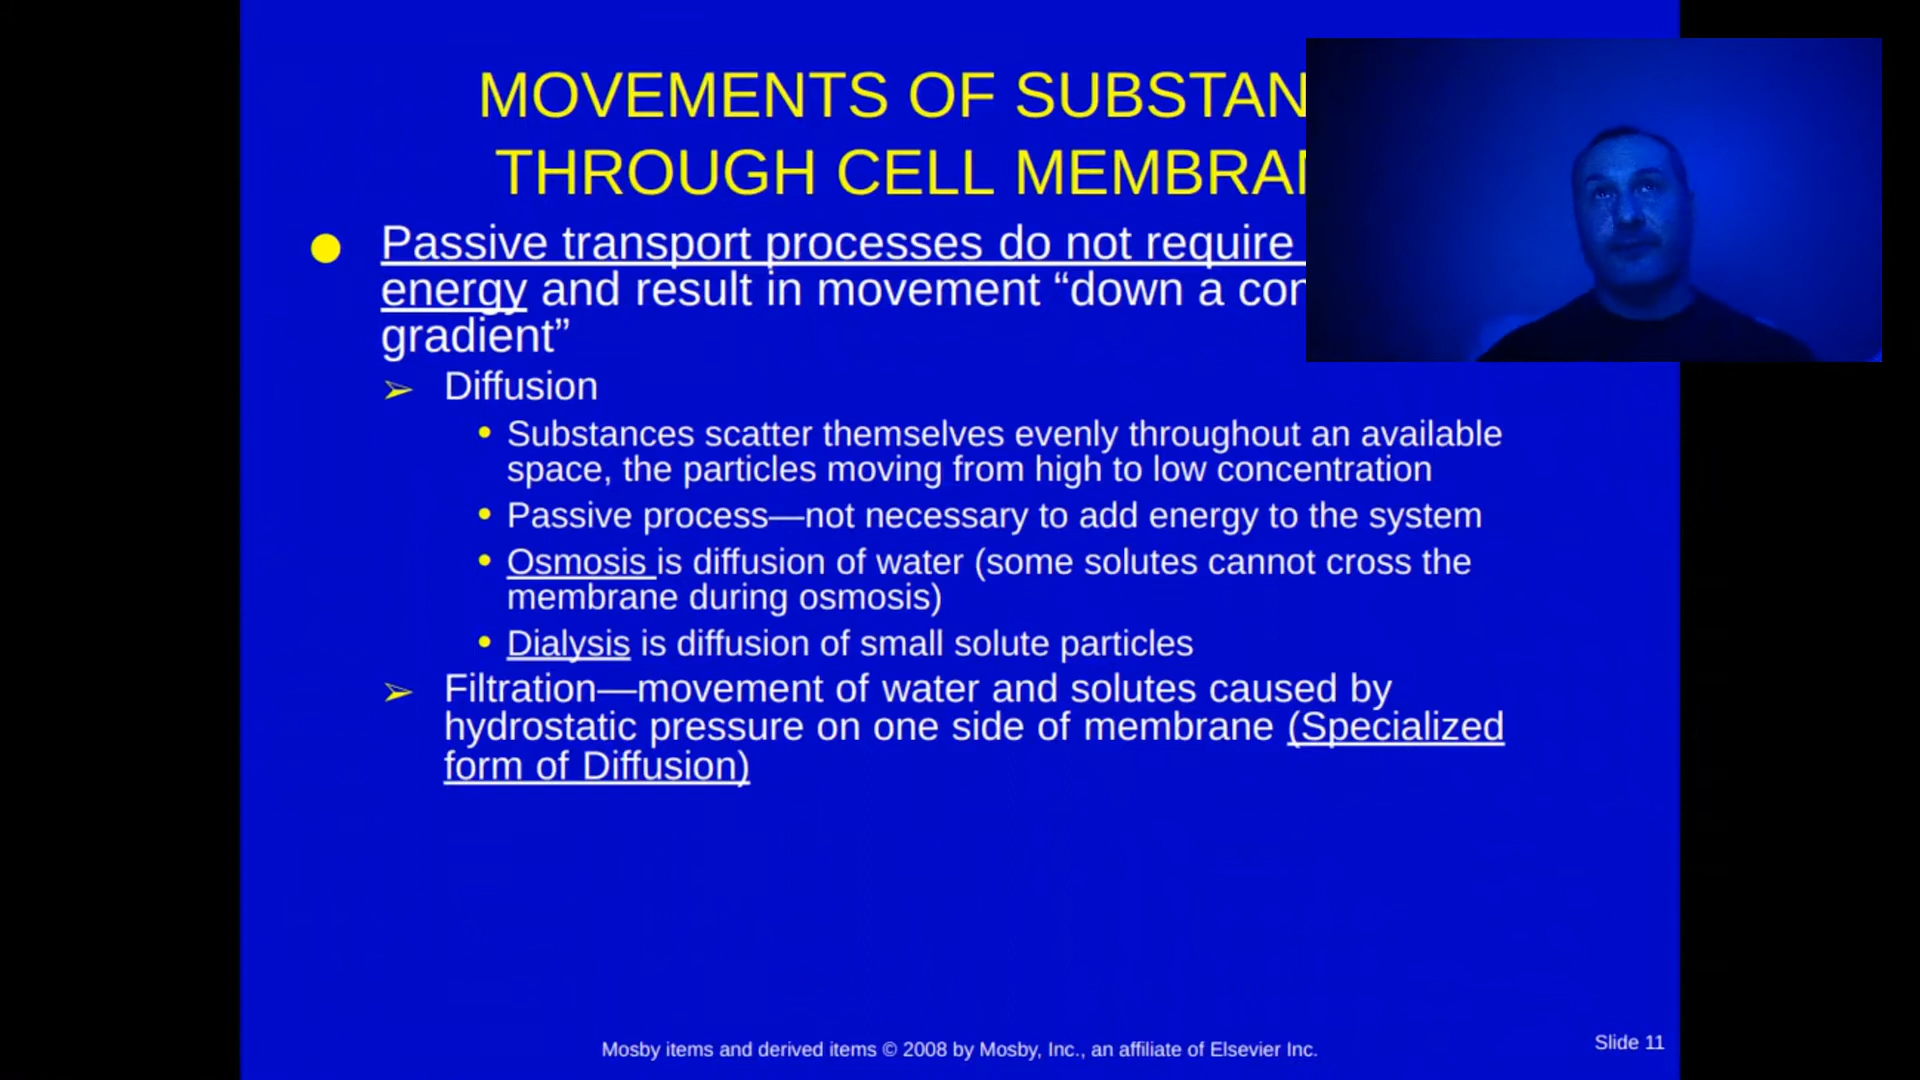 MOVEMENTS OF SUBSTAN
THROUGH CELL MEMBRAN
Passive transport processes do not require
energy and result in movement “down a con
gradient”
➢ Diffusion
• Substances scatter themselves evenly throughout an available
space, the particles moving from high to low concentration
• Passive process—not necessary to add energy to the system
• Osmosis is diffusion of water (some solutes cannot cross the
membrane during osmosis)
• Dialysis is diffusion of small solute particles
➢ Filtration—movement of water and solutes caused by
hydrostatic pressure on one side of membrane (Specialized
form of Diffusion)
Mosby items and derived items © 2008 by Mosby, Inc., an affiliate of Elsevier Inc.
Slide 11